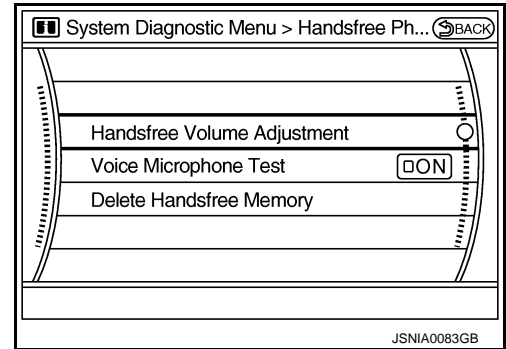 System Diagnostic Menu > Handsfree Ph... BACK
Handsfree Volume Adjustment
Voice Microphone Test ON
Delete Handsfree Memory
JSNIA0083GB